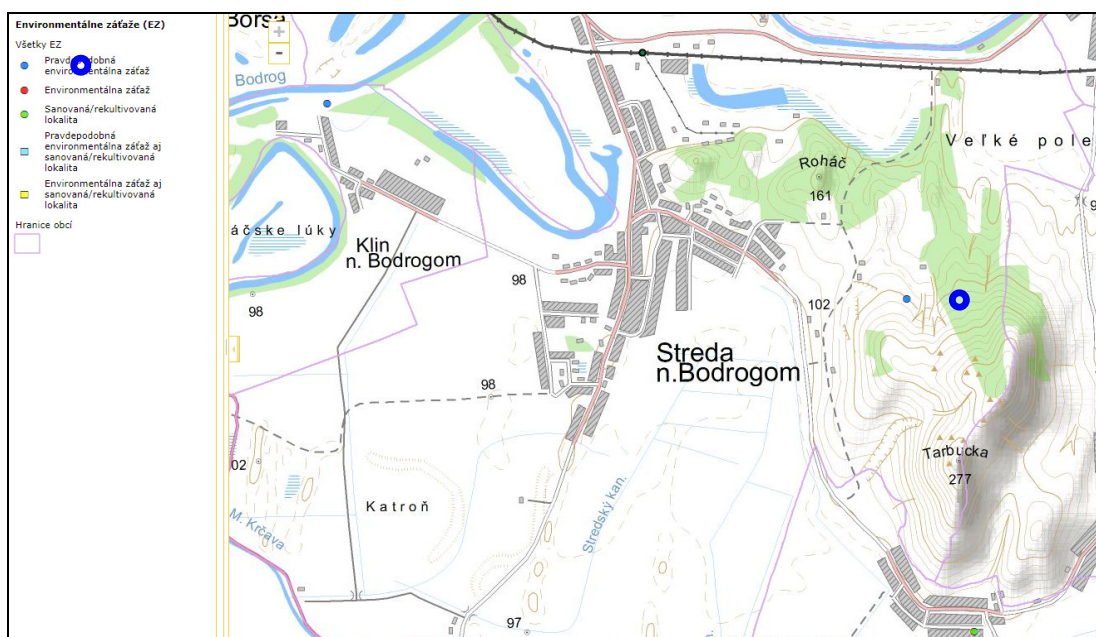 Environmentálne záťaže (EZ)
Všetky EZ
Pravdepodobná
environmentálna záťaž
Environmentálna záťaž
Sanovaná/rekultivovaná
lokalita
Pravdepodobná
environmentálna záťaž aj
sanovaná/rekultivovaná
lokalita
Environmentálna záťaž aj
sanovaná/rekultivovaná
lokalita
Hranice obcí
Borša
+
-
Bodrog
Veľké pole
Roháč
161
áčske lúky
Klin
n. Bodrogom
98
98
102
Streda
n.Bodrogom
98
Tarbucka
277
02
Katroň
Stredský kan.
M. Krčava
97